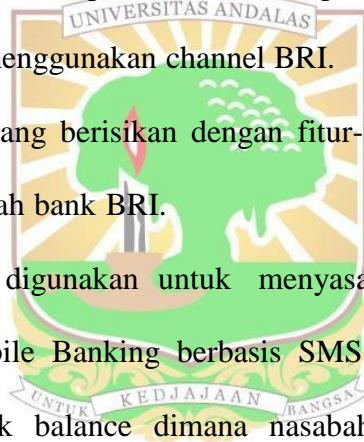 UNIVERSITAS ANDALAS
menggunakan channel BRI.
ang berisikan dengan fitur-
ah bank BRI.
digunakan untuk menyasa
bile Banking berbasis SMS
UNTUK KEDJAJAAN BANGSA
k balance dimana nasabah